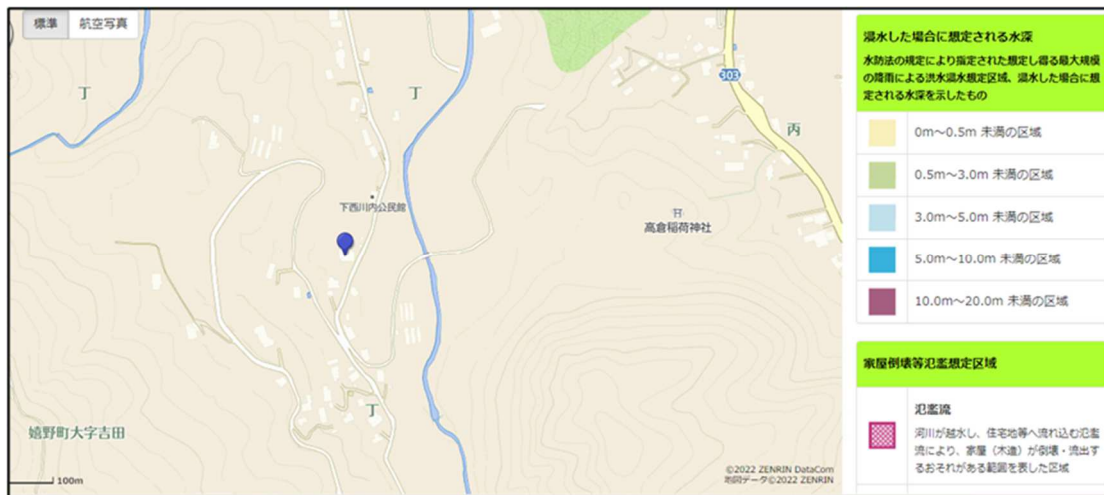 標準 航空写真
303
丁
丁
丙
下西川内公民館
高倉稲荷神社
丁
嬉野町大字吉田
100m
©2022 ZENRIN DataCom
地図データ©2022 ZENRIN
浸水した場合に想定される水深
水防法の規定により指定された想定し得る最大規模
の降雨による洪水浸水想定区域、浸水した場合に想
定される水深を示したもの
0m～0.5m 未満の区域
0.5m～3.0m 未満の区域
3.0m～5.0m 未満の区域
5.0m～10.0m 未満の区域
10.0m～20.0m 未満の区域
家屋倒壊等氾濫想定区域
氾濫流
河川が越水し、住宅地等へ流れ込む氾濫
流により、家屋（木造）が倒壊・流出す
るおそれがある範囲を表した区域